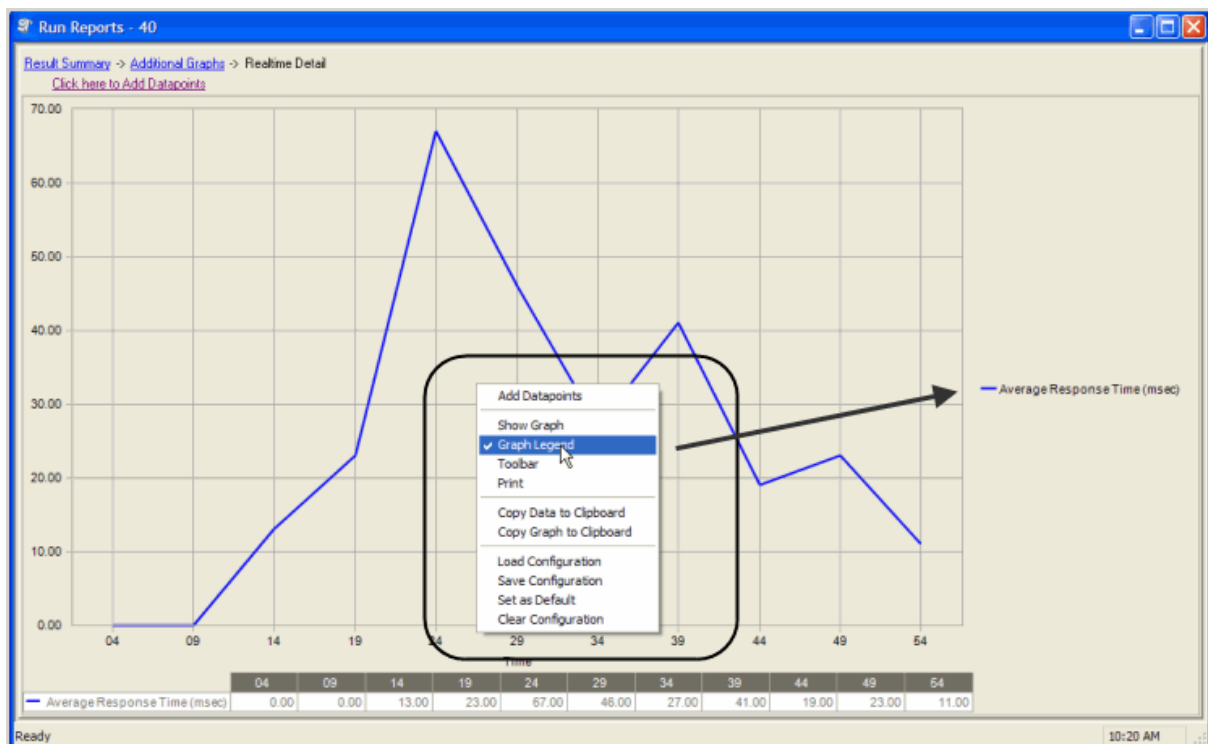 Run Reports - 40
Result Summary -> Additional Graphs -> Realtime Detail
Click here to Add Datapoints
70.00
60.00
50.00
40.00
30.00
20.00
10.00
0.00
Average Response Time (msec)
Add Datapoints
Show Graph
Graph Legend
Toolbar
Print
Copy Data to Clipboard
Copy Graph to Clipboard
Load Configuration
Save Configuration
Set as Default
Clear Configuration
04 09 14 19 24 29 34 39 44 49 54
Time
04 09 14 19 24 29 34 39 44 49 54
Average Response Time (msec) 0.00 0.00 13.00 23.00 67.00 46.00 27.00 41.00 19.00 23.00 11.00
Ready 10:20 AM